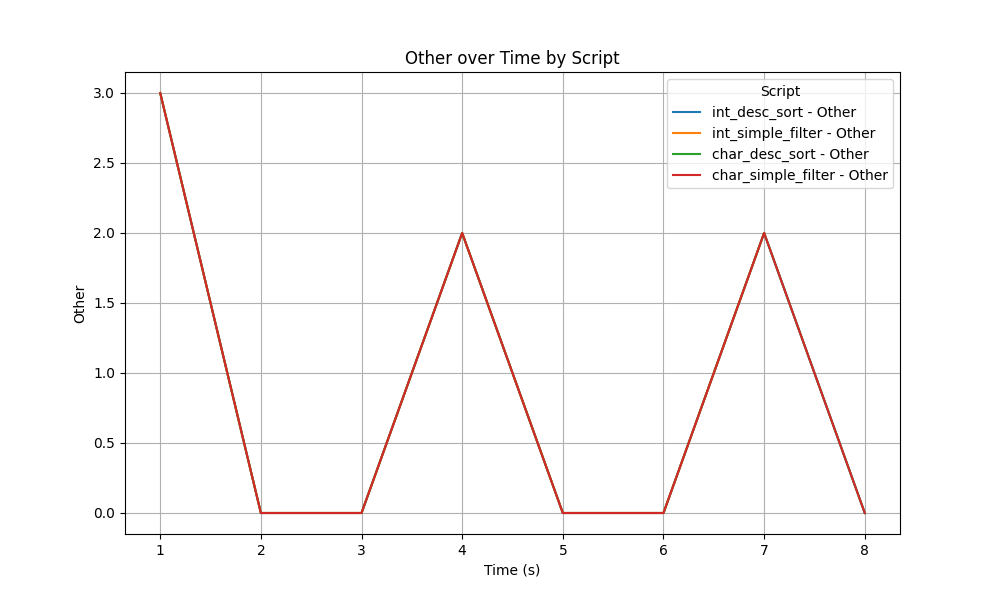 Other over Time by Script
Script
int_desc_sort - Other
int_simple_filter - Other
char_desc_sort - Other
char_simple_filter - Other
3.0
2.5
2.0
1.5
1.0
0.5
0.0
Other
1 2 3 4 5 6 7 8
Time (s)